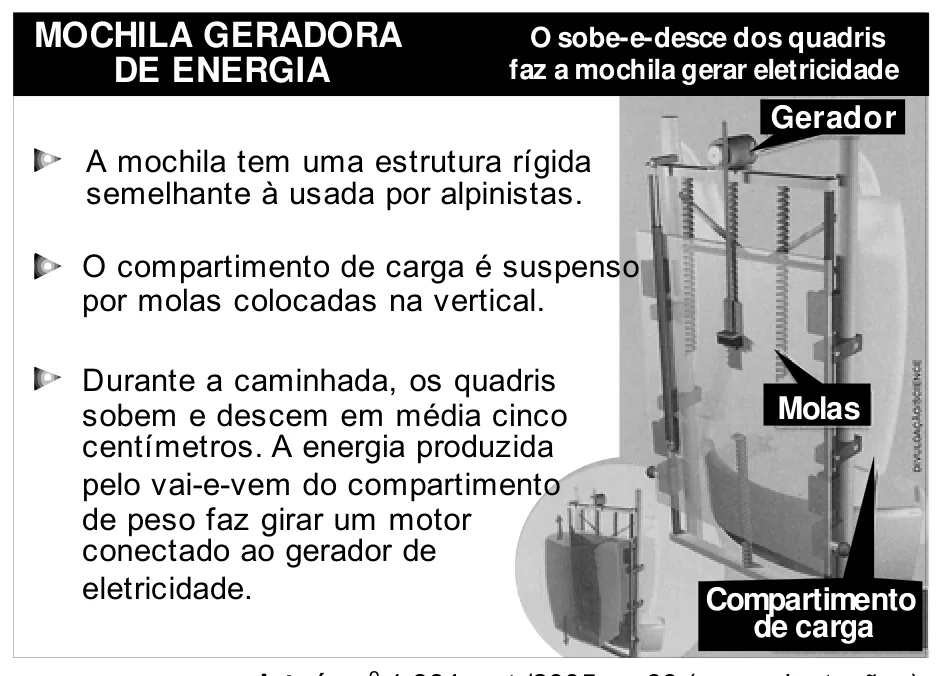 MOCHILA GERADORA
DE ENERGIA
O sobe-e-desce dos quadris
faz a mochila gerar eletricidade
A mochila tem uma estrutura rígida
semelhante à usada por alpinistas.
O compartimento de carga é suspenso
por molas colocadas na vertical.
Durante a caminhada, os quadris
sobem e descem em média cinco
centímetros. A energia produzida
pelo vai-e-vem do compartimento
de peso faz girar um motor
conectado ao gerador de
eletricidade.
Gerador
Molas
DIVULGAÇÃO/SCIENCE
Compartimento
de carga